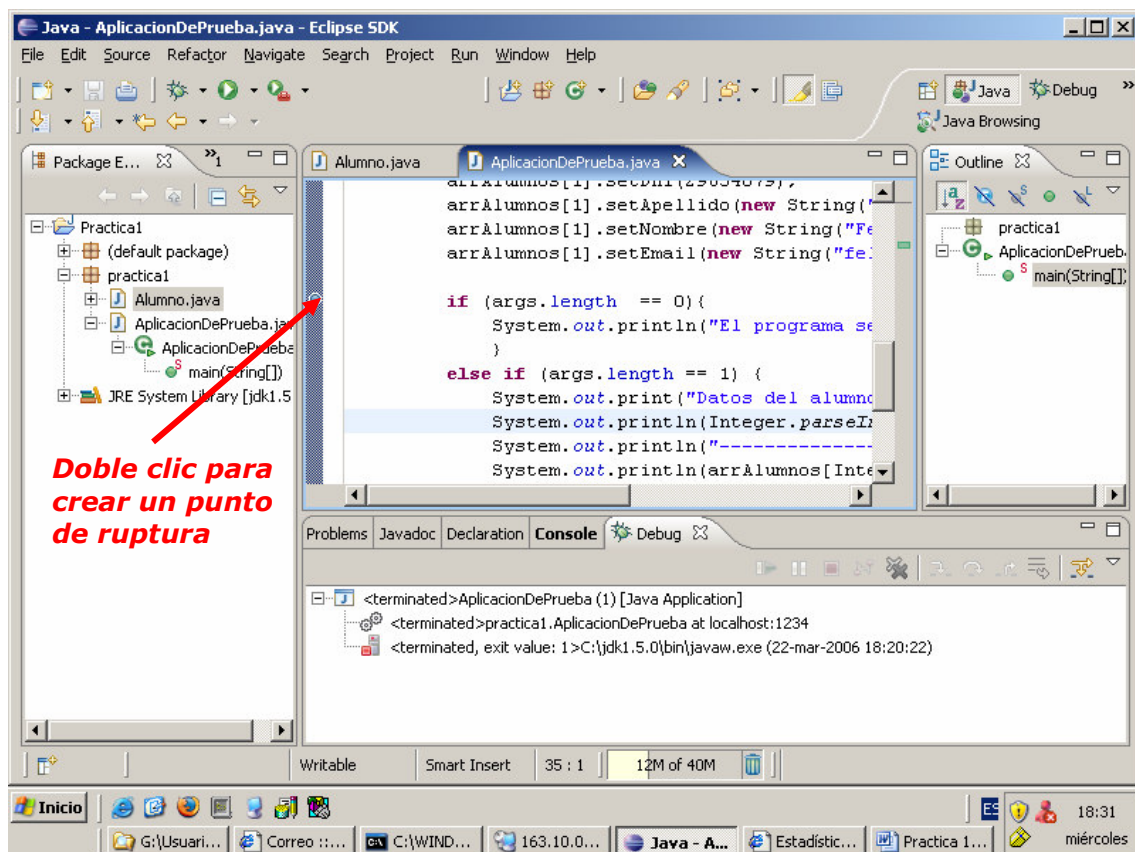 Java - AplicacionDePrueba.java - Eclipse SDK
File Edit Source Refactor Navigate Search Project Run Window Help
Java Debug »
Java Browsing
Package E... »1
Practica1
(default package)
practica1
Alumno.java
AplicacionDePrueba.jav
AplicacionDePrueba
main(String[])
JRE System Library [jdk1.5
Doble clic para
crear un punto
de ruptura
Alumno.java AplicacionDePrueba.java
arrAlumnos[1].setDni(29654679);
arrAlumnos[1].setApellido(new String("
arrAlumnos[1].setNombre(new String("Fe
arrAlumnos[1].setEmail(new String("fel
if (args.length == 0){
System.out.println("El programa se
}
else if (args.length == 1) {
System.out.print("Datos del alumno
System.out.println(Integer.parseIn
System.out.println("--------------
System.out.println(arrAlumnos[Inte
Outline
practica1
AplicacionDePrueb
main(String[])
Problems Javadoc Declaration Console Debug
<terminated>AplicacionDePrueba (1) [Java Application]
<terminated>practica1.AplicacionDePrueba at localhost:1234
<terminated, exit value: 1>C:\jdk1.5.0\bin\javaw.exe (22-mar-2006 18:20:22)
Writable Smart Insert 35 : 1 12M of 40M
Inicio ES 18:31
G:\Usuari... Correo ::... C:\WIND... 163.10.0... Java - A... Estadístic... Practica 1... miércoles